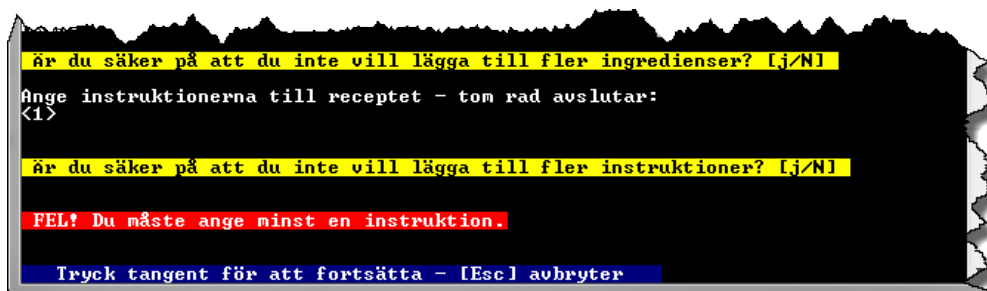 Är du säker på att du inte vill lägga till fler ingredienser? [j/N]
Ange instruktionerna till receptet - tom rad avslutar:
<1>
Är du säker på att du inte vill lägga till fler instruktioner? [j/N]
FEL! Du måste ange minst en instruktion.
Tryck tangent för att fortsätta - [Esc] avbryter